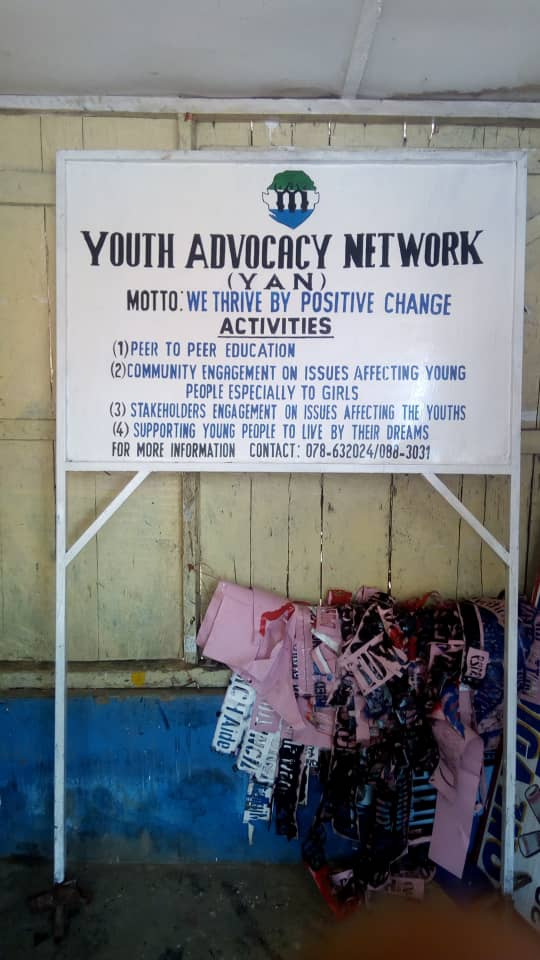 YOUTH ADVOCACY NETWORK
(YAN)
MOTTO: WE THRIVE BY POSITIVE CHANGE
ACTIVITIES
(1) PEER TO PEER EDUCATION
(2) COMMUNITY ENGAGEMENT ON ISSUES AFFECTING YOUNG
PEOPLE ESPECIALLY TO GIRLS
(3) STAKEHOLDERS ENGAGEMENT ON ISSUES AFFECTING THE YOUTHS
(4) SUPPORTING YOUNG PEOPLE TO LIVE BY THEIR DREAMS
FOR MORE INFORMATION CONTACT: 078-632024/088-3031
Aide